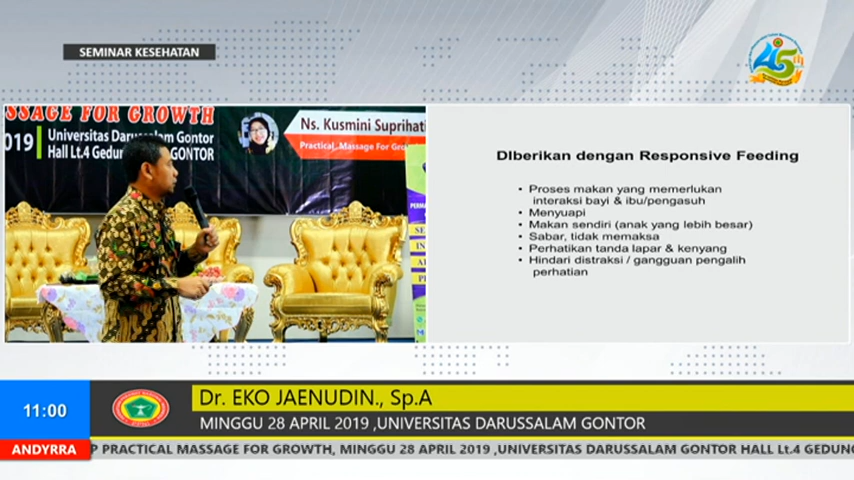 SEMINAR KESEHATAN
45
MASSAGE FOR GROWTH
2019 Universitas Darussalam Gontor
Hall Lt.4 Gedu GONTOR
Ns. Kusmini Suprihati
Practical, Massage For Gro
DIberikan dengan Responsive Feeding
• Proses makan yang memerlukan
interaksi bayi & ibu/pengasuh
• Menyuapi
• Makan sendiri (anak yang lebih besar)
• Sabar, tidak memaksa
• Perhatikan tanda lapar & kenyang
• Hindari distraksi / gangguan pengalih
perhatian
11:00
Dr. EKO JAENUDIN., Sp.A
MINGGU 28 APRIL 2019 ,UNIVERSITAS DARUSSALAM GONTOR
ANDYRRA
P PRACTICAL MASSAGE FOR GROWTH, MINGGU 28 APRIL 2019 ,UNIVERSITAS DARUSSALAM GONTOR HALL Lt.4 GEDUNG